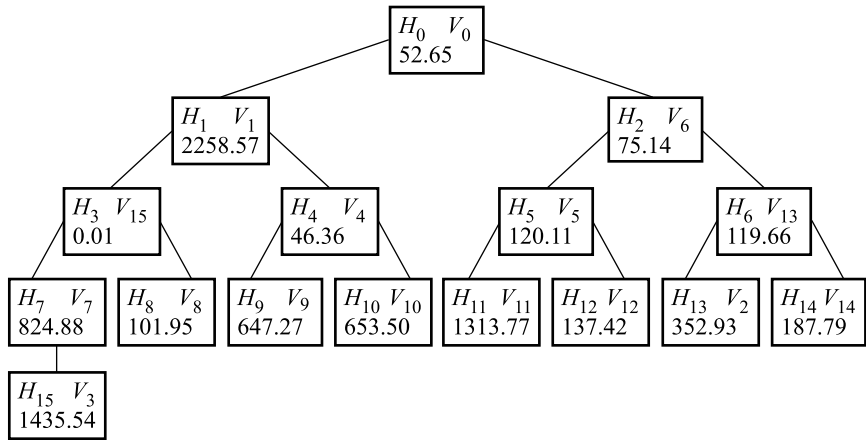 H₀ V₀
52.65
H₁ V₁
2258.57
H₂ V₆
75.14
H₃ V₁₅
0.01
H₄ V₄
46.36
H₅ V₅
120.11
H₆ V₁₃
119.66
H₇ V₇
824.88
H₈ V₈
101.95
H₉ V₉
647.27
H₁₀ V₁₀
653.50
H₁₁ V₁₁
1313.77
H₁₂ V₁₂
137.42
H₁₃ V₂
352.93
H₁₄ V₁₄
187.79
H₁₅ V₃
1435.54